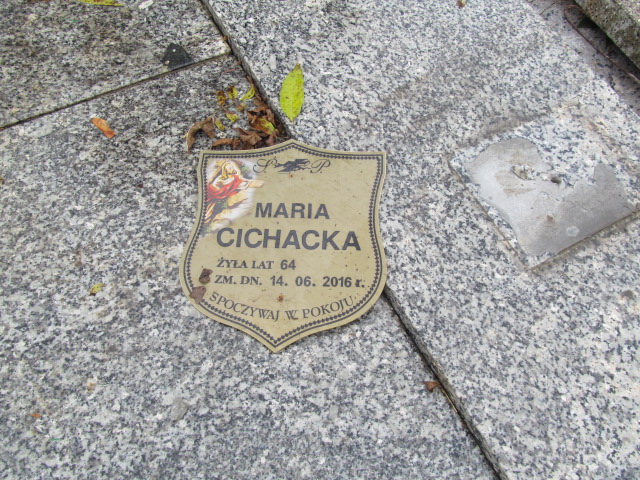 Ś P
MARIA
CICHACKA
ŻYŁA LAT 64
ZM. DN. 14. 06. 2016 r.
SPOCZYWAJ W POKOJU